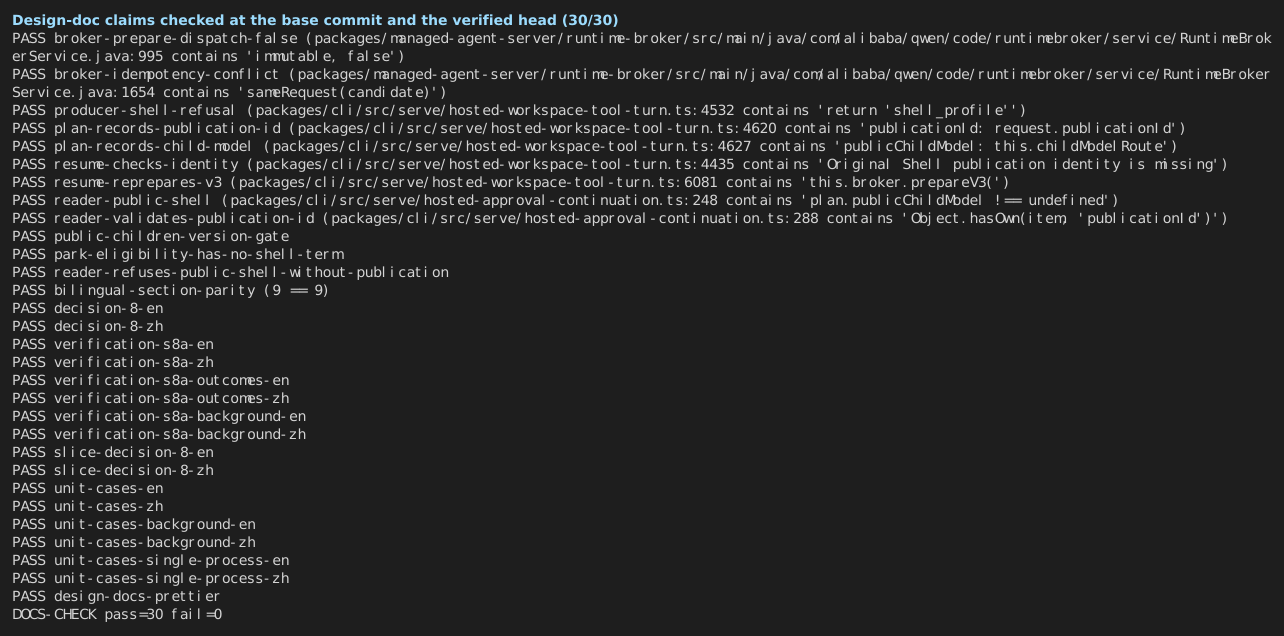 Design-doc claims checked at the base commit and the verified head (30/30)
PASS broker-prepare-dispatch-false (packages/managed-agent-server/runtime-broker/src/main/java/com/alibaba/qwen/code/runtimebroker/service/RuntimeBrok
erService.java:995 contains 'immutable, false')
PASS broker-idempotency-conflict (packages/managed-agent-server/runtime-broker/src/main/java/com/alibaba/qwen/code/runtimebroker/service/RuntimeBroker
Service.java:1654 contains 'sameRequest(candidate)')
PASS producer-shell-refusal (packages/cli/src/serve/hosted-workspace-tool-turn.ts:4532 contains 'return 'shell_profile'')
PASS plan-records-publication-id (packages/cli/src/serve/hosted-workspace-tool-turn.ts:4620 contains 'publicationId: request.publicationId')
PASS plan-records-child-model (packages/cli/src/serve/hosted-workspace-tool-turn.ts:4627 contains 'publicChildModel: this.childModelRoute')
PASS resume-checks-identity (packages/cli/src/serve/hosted-workspace-tool-turn.ts:4435 contains 'Original Shell publication identity is missing')
PASS resume-reprepares-v3 (packages/cli/src/serve/hosted-workspace-tool-turn.ts:6081 contains 'this.broker.prepareV3(')
PASS reader-public-shell (packages/cli/src/serve/hosted-approval-continuation.ts:248 contains 'plan.publicChildModel !== undefined')
PASS reader-validates-publication-id (packages/cli/src/serve/hosted-approval-continuation.ts:288 contains 'Object.hasOwn(item, 'publicationId')')
PASS public-children-version-gate
PASS park-eligibility-has-no-shell-term
PASS reader-refuses-public-shell-without-publication
PASS bilingual-section-parity (9 == 9)
PASS decision-8-en
PASS decision-8-zh
PASS verification-s8a-en
PASS verification-s8a-zh
PASS verification-s8a-outcomes-en
PASS verification-s8a-outcomes-zh
PASS verification-s8a-background-en
PASS verification-s8a-background-zh
PASS slice-decision-8-en
PASS slice-decision-8-zh
PASS unit-cases-en
PASS unit-cases-zh
PASS unit-cases-background-en
PASS unit-cases-background-zh
PASS unit-cases-single-process-en
PASS unit-cases-single-process-zh
PASS design-docs-prettier
DOCS-CHECK pass=30 fail=0